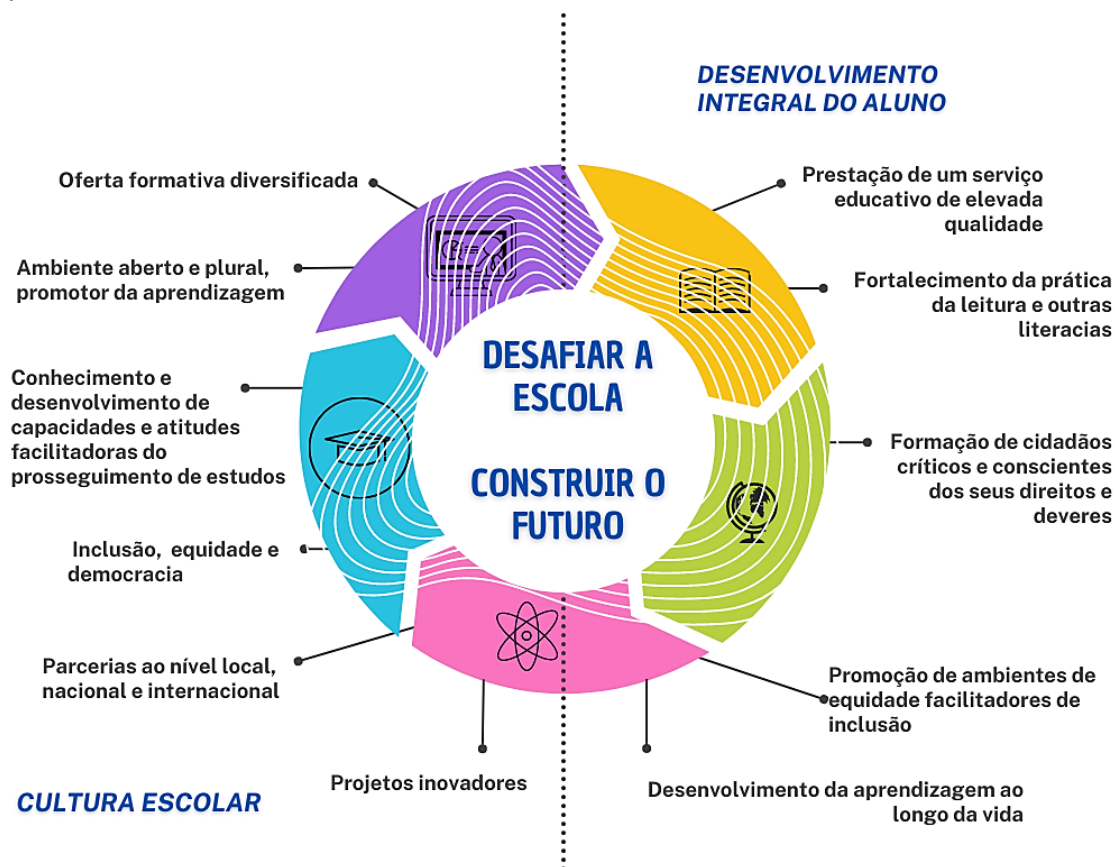 DESENVOLVIMENTO
INTEGRAL DO ALUNO
Oferta formativa diversificada
Prestação de um serviço
educativo de elevada
qualidade
Ambiente aberto e plural,
promotor da aprendizagem
Fortalecimento da prática
da leitura e outras
literacias
DESAFIAR A
ESCOLA
CONSTRUIR O
FUTURO
Conhecimento e
desenvolvimento de
capacidades e atitudes
facilitadoras do
prosseguimento de estudos
Formação de cidadãos
críticos e conscientes
dos seus direitos e
deveres
Inclusão, equidade e
democracia
Parcerias ao nível local,
nacional e internacional
Promoção de ambientes de
equidade facilitadores de
inclusão
Projetos inovadores
Desenvolvimento da aprendizagem ao
longo da vida
CULTURA ESCOLAR